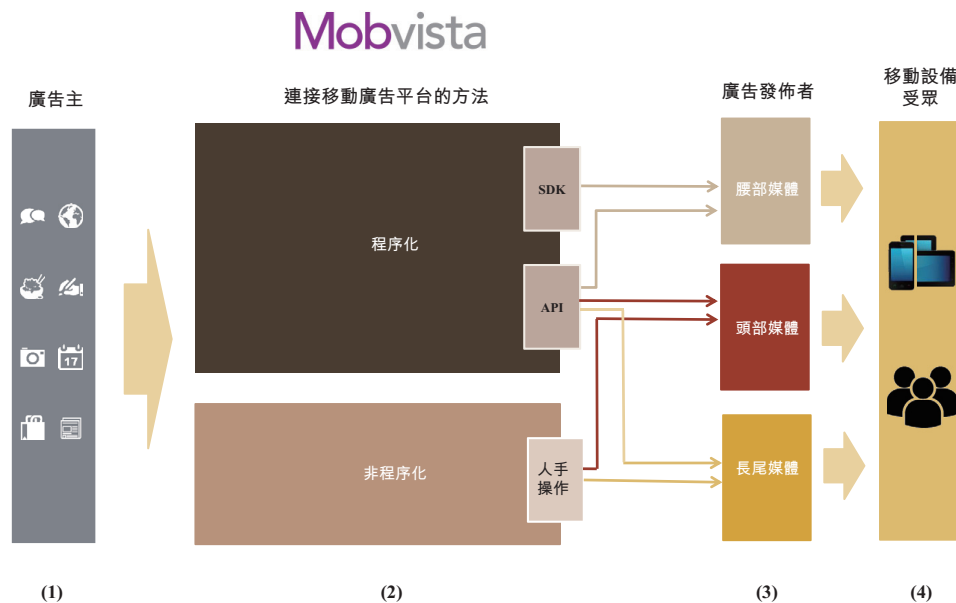 Mobvista
廣告主
連接移動廣告平台的方法
廣告發佈者
移動設備
受眾
程序化
SDK
API
非程序化
人手
操作
腰部媒體
頭部媒體
長尾媒體
17
(1)
(2)
(3)
(4)